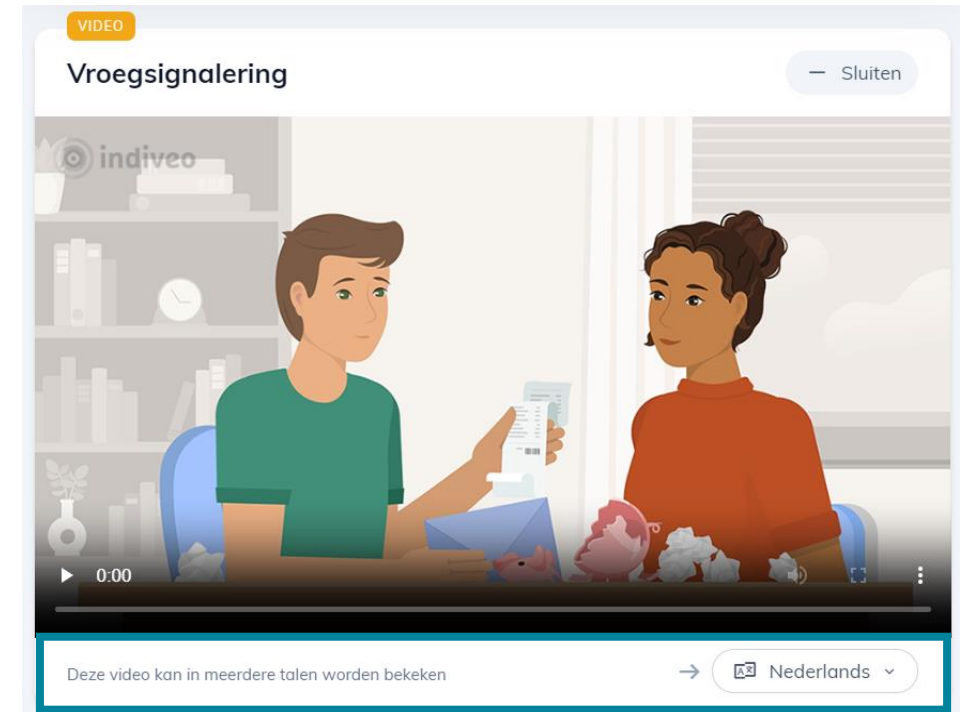 VIDEO
Vroegsignalering
Sluiten
indiveo
0:00
Deze video kan in meerdere talen worden bekeken
Nederlands